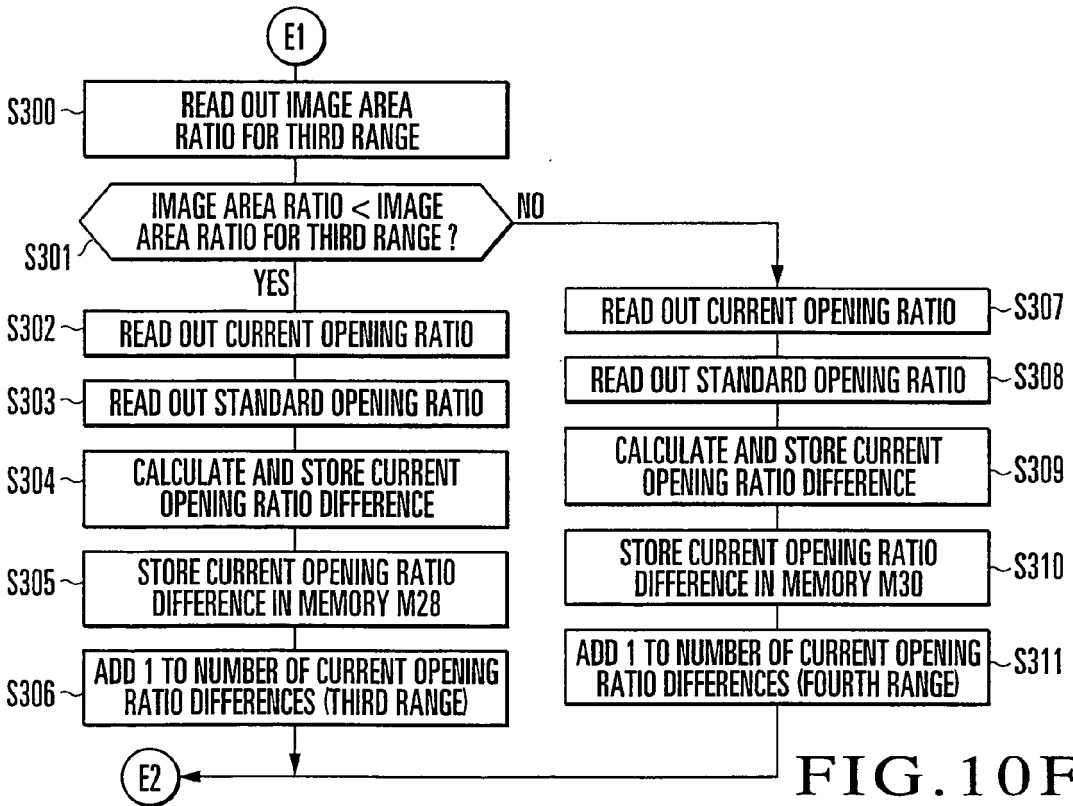 E1
S300
READ OUT IMAGE AREA
RATIO FOR THIRD RANGE
S301
IMAGE AREA RATIO < IMAGE
AREA RATIO FOR THIRD RANGE ?
NO
YES
S302
READ OUT CURRENT OPENING RATIO
S303
READ OUT STANDARD OPENING RATIO
S304
CALCULATE AND STORE CURRENT
OPENING RATIO DIFFERENCE
S305
STORE CURRENT OPENING RATIO
DIFFERENCE IN MEMORY M28
S306
ADD 1 TO NUMBER OF CURRENT OPENING
RATIO DIFFERENCES (THIRD RANGE)
READ OUT CURRENT OPENING RATIO
S307
READ OUT STANDARD OPENING RATIO
S308
CALCULATE AND STORE CURRENT
OPENING RATIO DIFFERENCE
S309
STORE CURRENT OPENING RATIO
DIFFERENCE IN MEMORY M30
S310
ADD 1 TO NUMBER OF CURRENT OPENING
RATIO DIFFERENCES (FOURTH RANGE)
S311
E2
FIG.10F